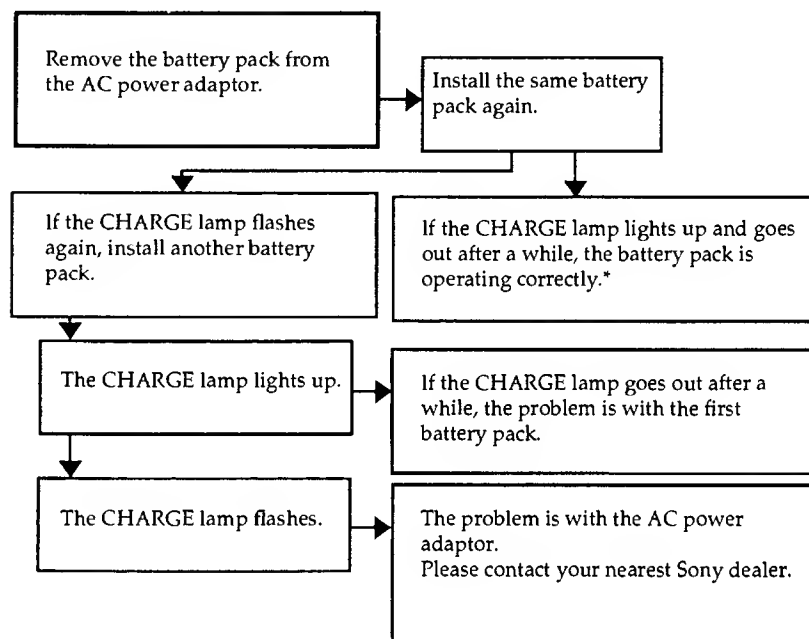 Remove the battery pack from
the AC power adaptor.
Install the same battery
pack again.
If the CHARGE lamp flashes
again, install another battery
pack.
If the CHARGE lamp lights up and goes
out after a while, the battery pack is
operating correctly.*
The CHARGE lamp lights up.
If the CHARGE lamp goes out after a
while, the problem is with the first
battery pack.
The CHARGE lamp flashes.
The problem is with the AC power
adaptor.
Please contact your nearest Sony dealer.